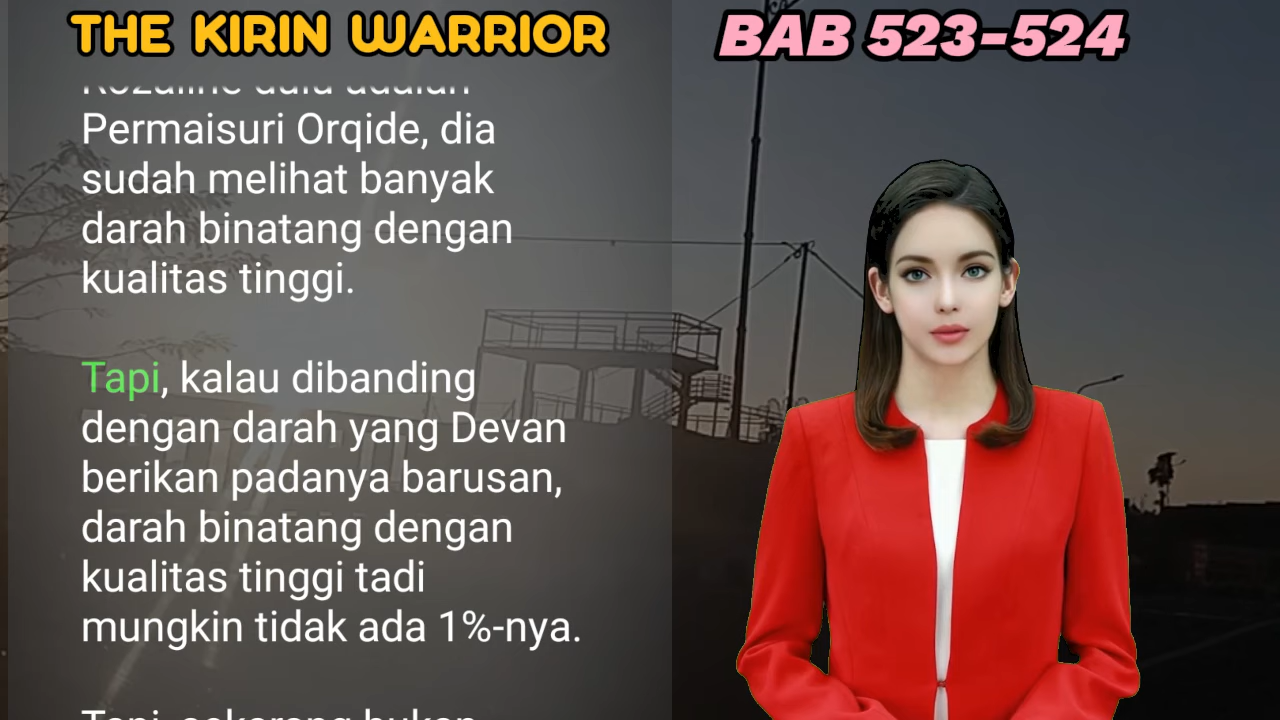 THE KIRIN WARRIOR
BAB 523-524
Permaisuri Orqide, dia
sudah melihat banyak
darah binatang dengan
kualitas tinggi.
Tapi, kalau dibanding
dengan darah yang Devan
berikan padanya barusan,
darah binatang dengan
kualitas tinggi tadi
mungkin tidak ada 1%-nya.